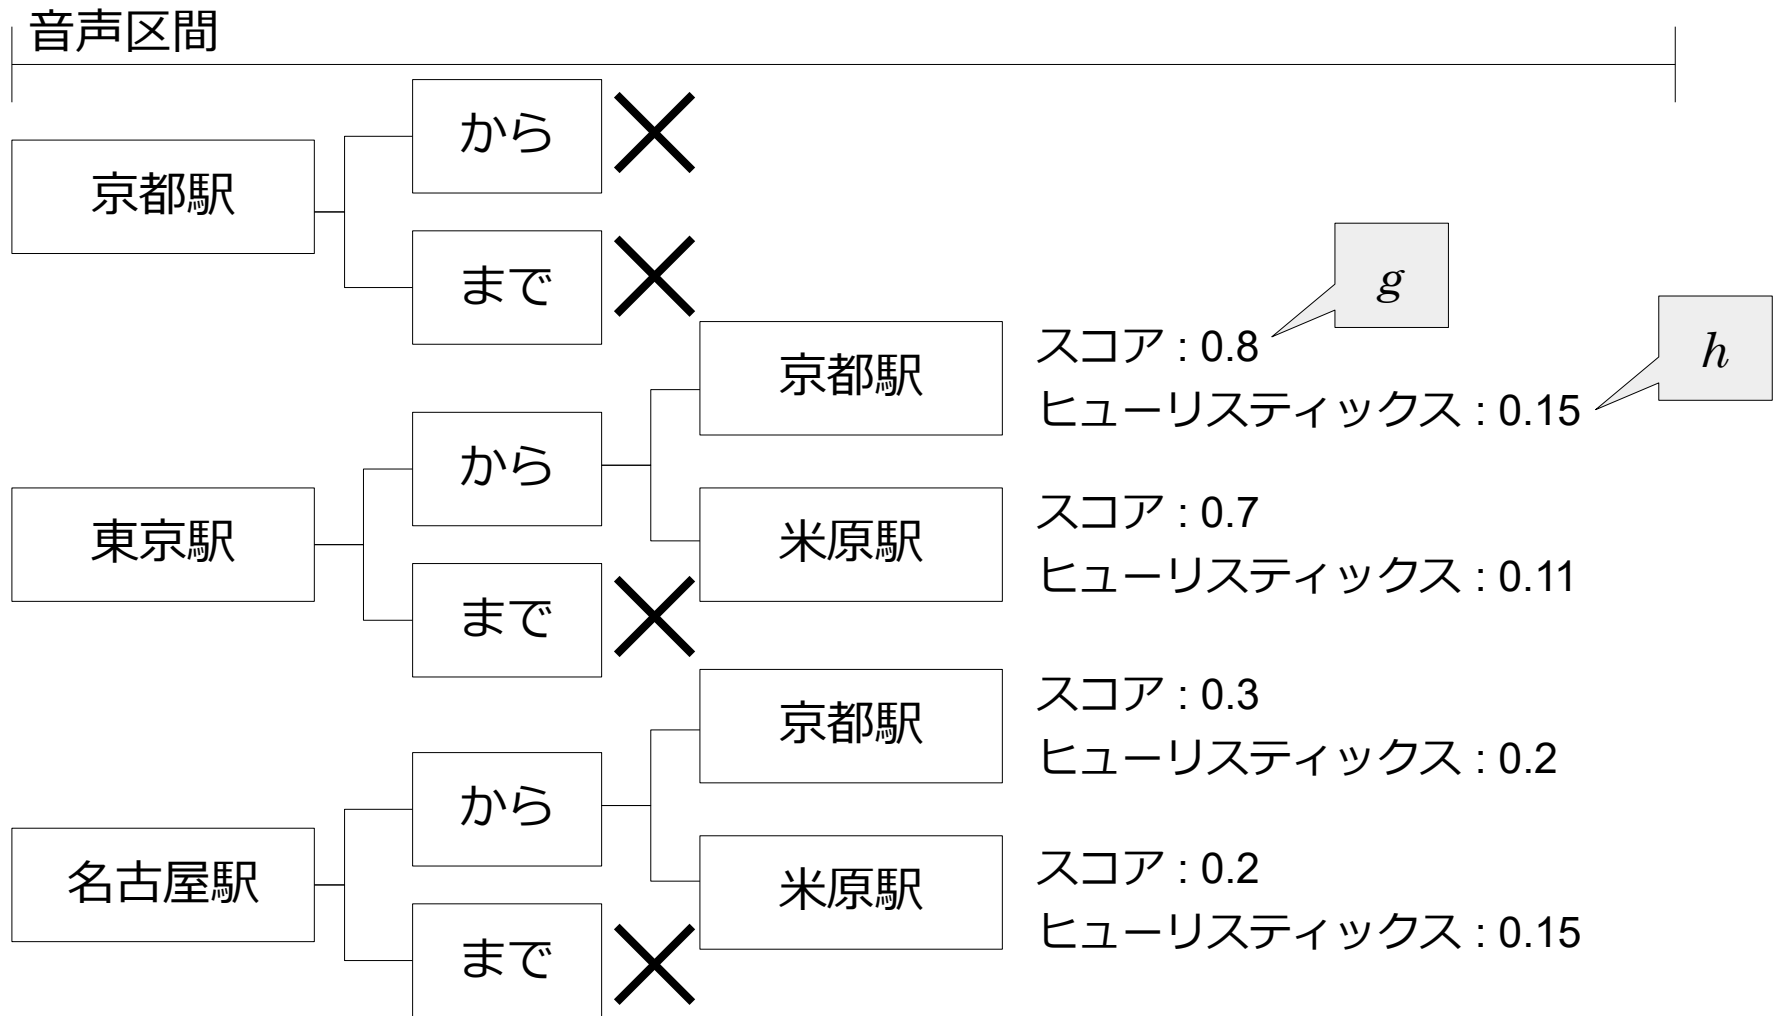 音声区間
から
京都駅
まで
g
京都駅
スコア : 0.8
h
ヒューリスティックス : 0.15
から
東京駅
米原駅
スコア : 0.7
ヒューリスティックス : 0.11
まで
京都駅
スコア : 0.3
ヒューリスティックス : 0.2
から
名古屋駅
米原駅
スコア : 0.2
ヒューリスティックス : 0.15
まで